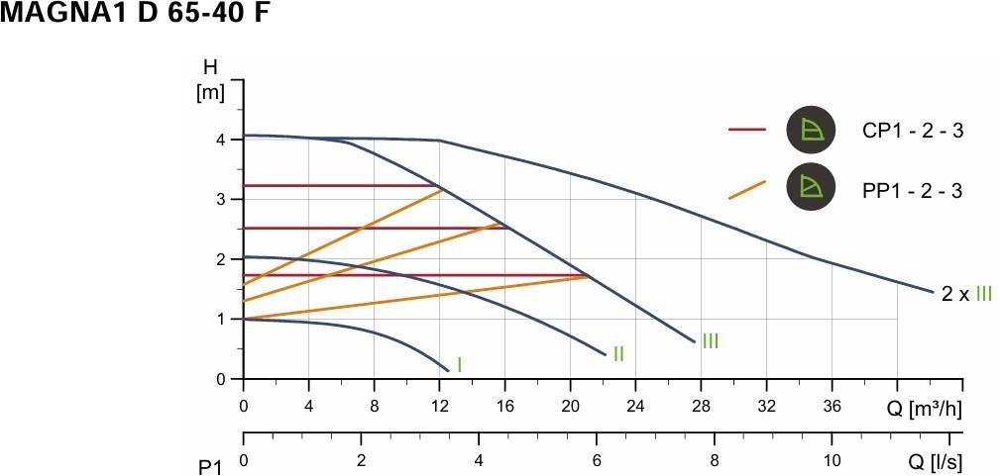 MAGNA1 D 65-40 F
H
[m]
4
CP1 - 2 - 3
PP1 - 2 - 3
3
2
2 x III
1
III
II
I
0
0 4 8 12 16 20 24 28 32 36 Q [m³/h]
0 2 4 6 8 10 Q [l/s]
P1